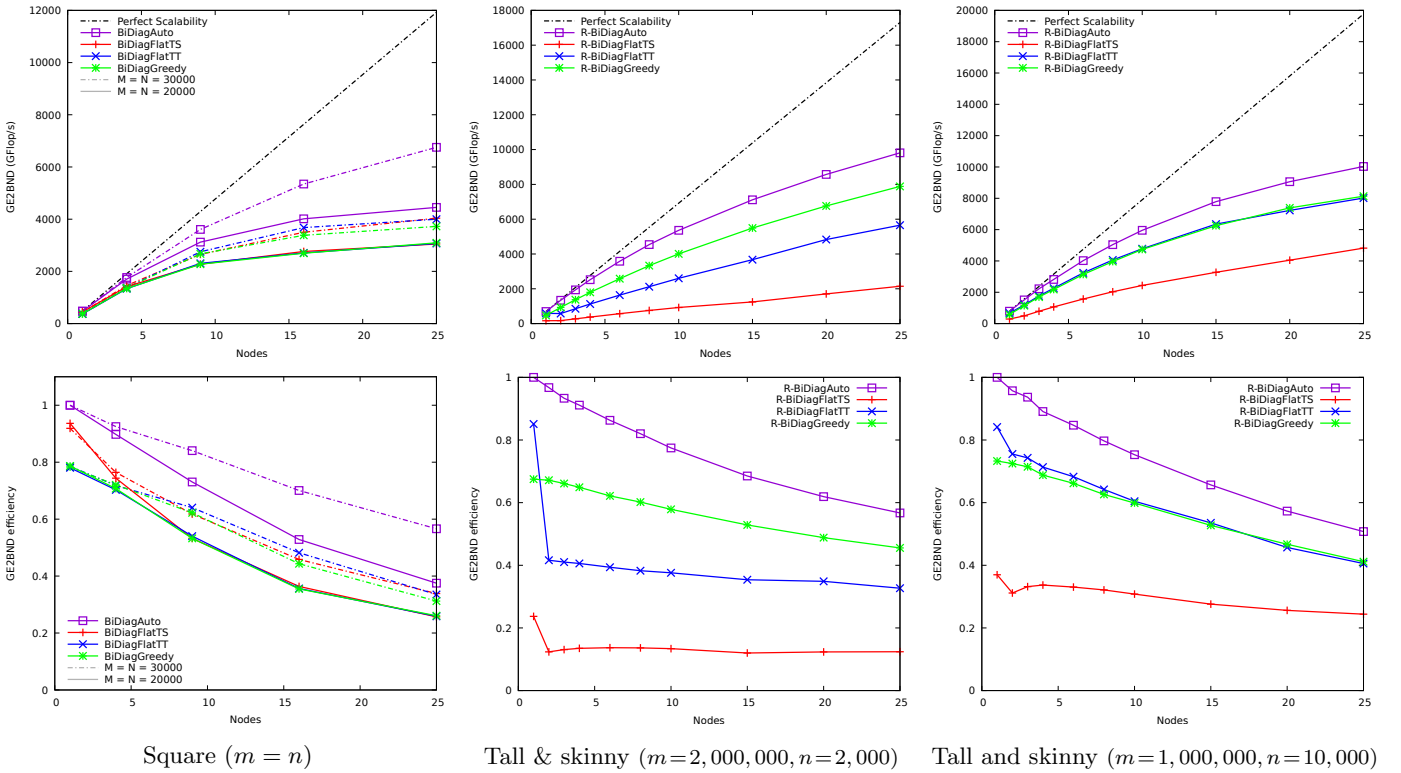 12000
10000
8000
6000
4000
2000
0
GE2BND (GFlop/s)
Perfect Scalability
BiDiagAuto
BiDiagFlatTS
BiDiagFlatTT
BiDiagGreedy
M = N = 30000
M = N = 20000
0 5 10 15 20 25
Nodes
18000
16000
14000
12000
10000
8000
6000
4000
2000
0
GE2BND (GFlop/s)
Perfect Scalability
R-BiDiagAuto
R-BiDiagFlatTS
R-BiDiagFlatTT
R-BiDiagGreedy
0 5 10 15 20 25
Nodes
20000
18000
16000
14000
12000
10000
8000
6000
4000
2000
0
GE2BND (GFlop/s)
Perfect Scalability
R-BiDiagAuto
R-BiDiagFlatTS
R-BiDiagFlatTT
R-BiDiagGreedy
0 5 10 15 20 25
Nodes
1
0.8
0.6
0.4
0.2
0
GE2BND efficiency
BiDiagAuto
BiDiagFlatTS
BiDiagFlatTT
BiDiagGreedy
M = N = 30000
M = N = 20000
0 5 10 15 20 25
Nodes
1
0.8
0.6
0.4
0.2
0
GE2BND efficiency
R-BiDiagAuto
R-BiDiagFlatTS
R-BiDiagFlatTT
R-BiDiagGreedy
0 5 10 15 20 25
Nodes
1
0.8
0.6
0.4
0.2
0
GE2BND efficiency
R-BiDiagAuto
R-BiDiagFlatTS
R-BiDiagFlatTT
R-BiDiagGreedy
0 5 10 15 20 25
Nodes
Square (m = n)
Tall & skinny (m=2,000,000, n=2,000)
Tall and skinny (m=1,000,000, n=10,000)